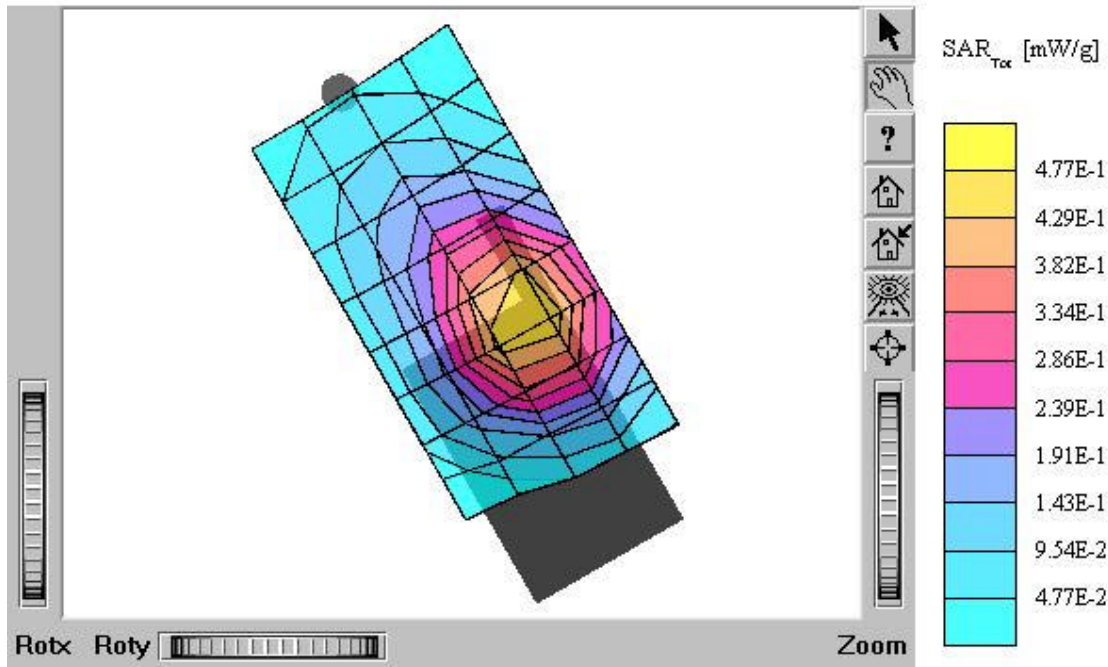 SAR_Tot [mW/g]
?
4.77E-1
4.29E-1
3.82E-1
3.34E-1
2.86E-1
2.39E-1
1.91E-1
1.43E-1
9.54E-2
4.77E-2
Rotx Roty Zoom